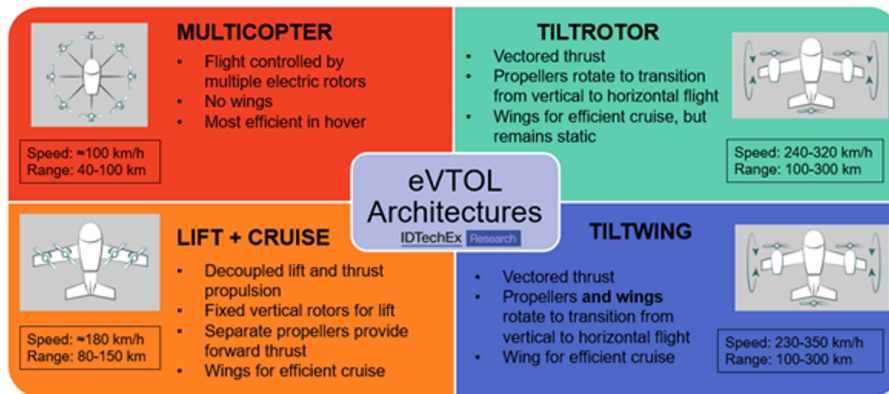 MULTICOPTER
• Flight controlled by
multiple electric rotors
• No wings
• Most efficient in hover
Speed: ≈100 km/h
Range: 40-100 km
TILTROTOR
• Vectored thrust
• Propellers rotate to transition
from vertical to horizontal flight
• Wings for efficient cruise, but
remains static
Speed: 240-320 km/h
Range: 100-300 km
eVTOL
Architectures
IDTechEx Research
LIFT + CRUISE
• Decoupled lift and thrust
propulsion
• Fixed vertical rotors for lift
• Separate propellers provide
forward thrust
• Wings for efficient cruise
Speed: ≈180 km/h
Range: 80-150 km
TILTWING
• Vectored thrust
• Propellers and wings
rotate to transition from
vertical to horizontal flight
• Wing for efficient cruise
Speed: 230-350 km/h
Range: 100-300 km